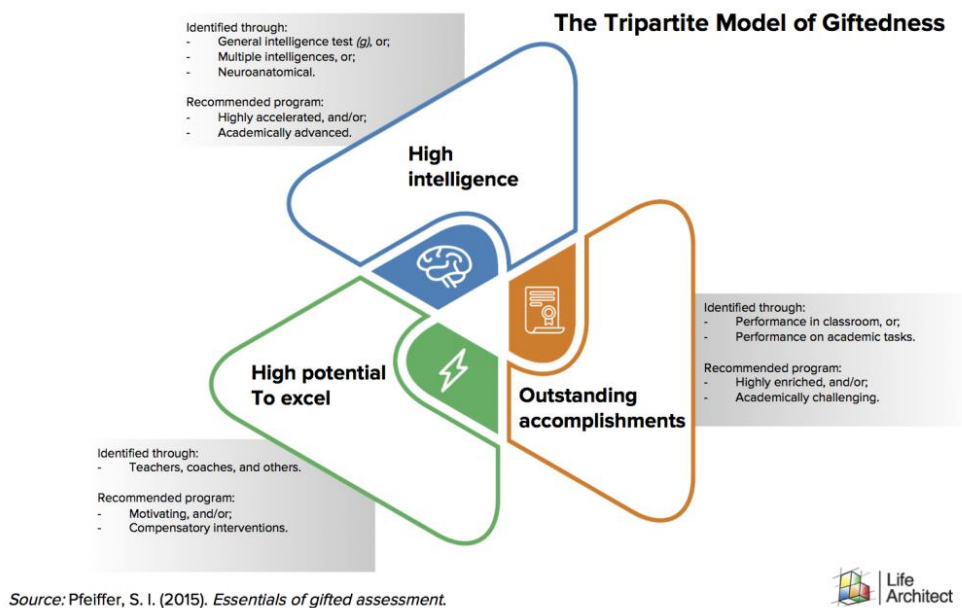 The Tripartite Model of Giftedness
Identified through:
- General intelligence test (g), or;
- Multiple intelligences, or;
- Neuroanatomical.
Recommended program:
- Highly accelerated, and/or;
- Academically advanced.
High
intelligence
Identified through:
- Performance in classroom, or;
- Performance on academic tasks.
Recommended program:
- Highly enriched, and/or;
- Academically challenging.
High potential
To excel
Outstanding
accomplishments
Identified through:
- Teachers, coaches, and others.
Recommended program:
- Motivating, and/or;
- Compensatory interventions.
Source: Pfeiffer, S. I. (2015). Essentials of gifted assessment.
Life
Architect